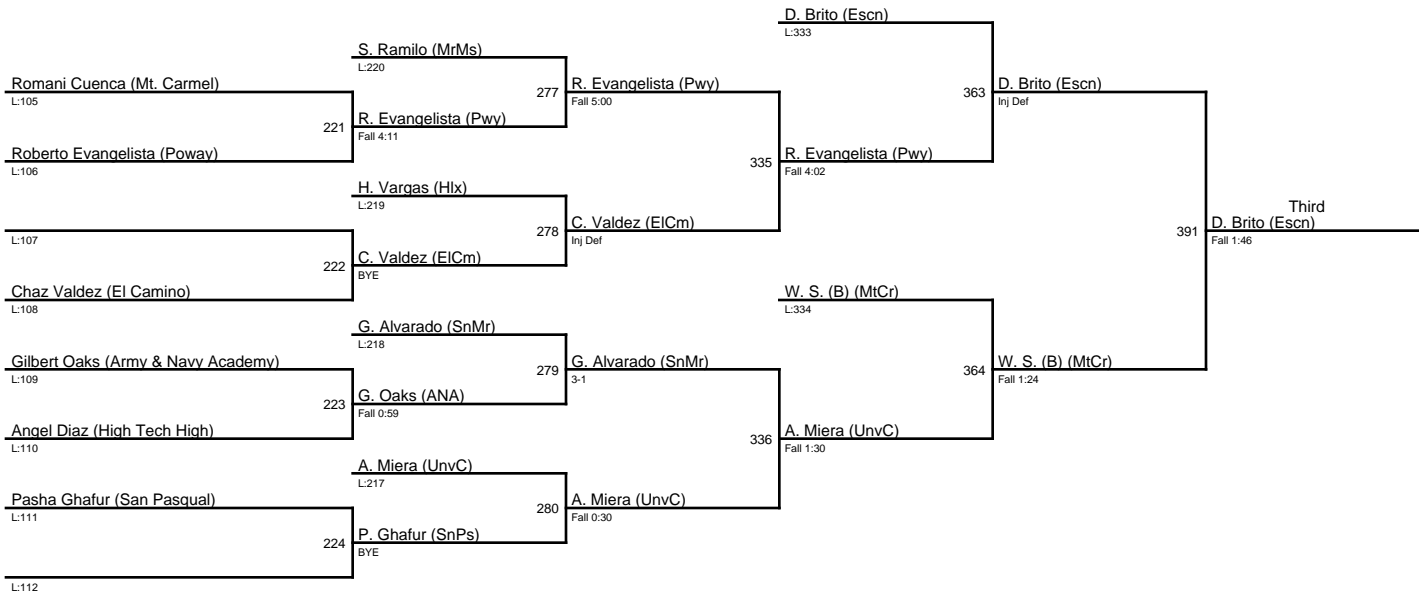 D. Brito (Escn)
L:333
S. Ramilo (MrMs)
L:220
Romani Cuenca (Mt. Carmel)
L:105
277
R. Evangelista (Pwy)
Fall 5:00
363
D. Brito (Escn)
Inj Def
221
R. Evangelista (Pwy)
Fall 4:11
Roberto Evangelista (Poway)
L:106
335
R. Evangelista (Pwy)
Fall 4:02
H. Vargas (Hlx)
L:219
L:107
278
C. Valdez (ElCm)
Inj Def
391
Third
D. Brito (Escn)
Fall 1:46
222
C. Valdez (ElCm)
BYE
Chaz Valdez (El Camino)
L:108
W. S. (B) (MtCr)
L:334
G. Alvarado (SnMr)
L:218
Gilbert Oaks (Army & Navy Academy)
L:109
279
G. Alvarado (SnMr)
3-1
364
W. S. (B) (MtCr)
Fall 1:24
223
G. Oaks (ANA)
Fall 0:59
Angel Diaz (High Tech High)
L:110
336
A. Miera (UnvC)
Fall 1:30
A. Miera (UnvC)
L:217
Pasha Ghafur (San Pasqual)
L:111
280
A. Miera (UnvC)
Fall 0:30
224
P. Ghafur (SnPs)
BYE
L:112